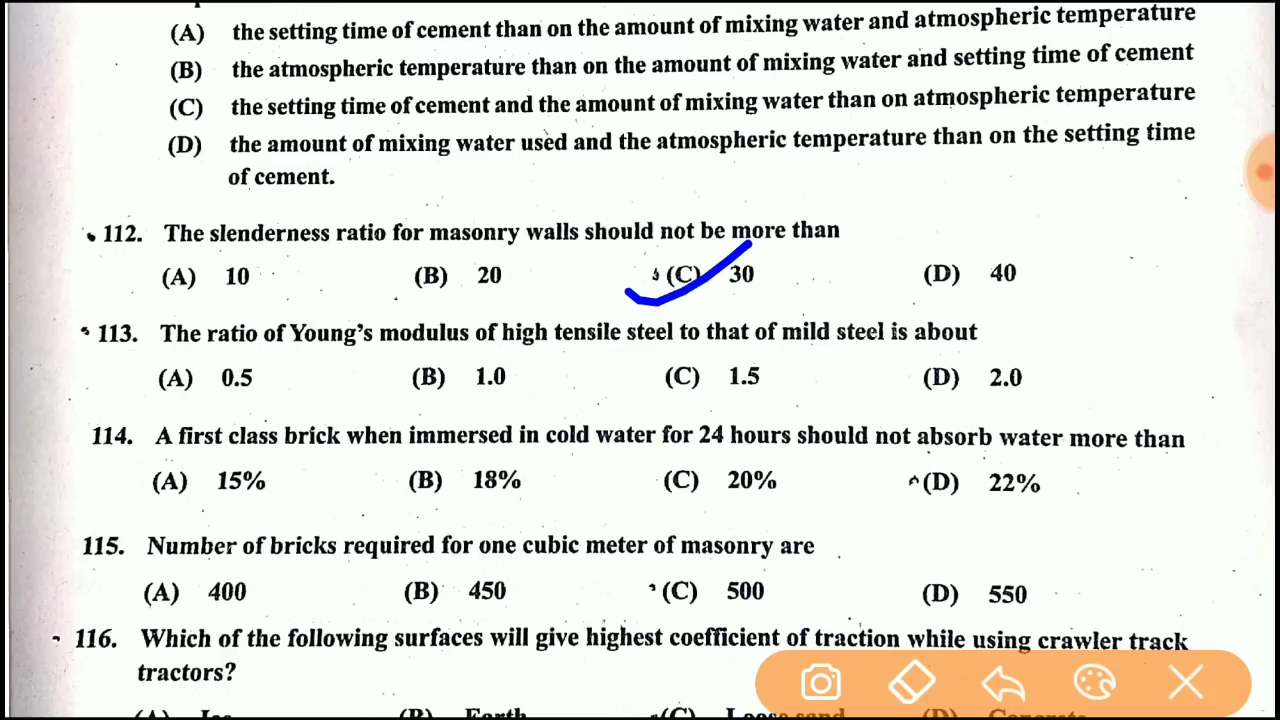 (A) the setting time of cement than on the amount of mixing water and atmospheric temperature
(B) the atmospheric temperature than on the amount of mixing water and setting time of cement
(C) the setting time of cement and the amount of mixing water than on atmospheric temperature
(D) the amount of mixing water used and the atmospheric temperature than on the setting time
of cement.
112. The slenderness ratio for masonry walls should not be more than
(A) 10 (B) 20 (C) 30 (D) 40
113. The ratio of Young's modulus of high tensile steel to that of mild steel is about
(A) 0.5 (B) 1.0 (C) 1.5 (D) 2.0
114. A first class brick when immersed in cold water for 24 hours should not absorb water more than
(A) 15% (B) 18% (C) 20% (D) 22%
115. Number of bricks required for one cubic meter of masonry are
(A) 400 (B) 450 (C) 500 (D) 550
116. Which of the following surfaces will give highest coefficient of traction while using crawler track
tractors?
(A) Ice (B) Earth (C) Loose sand (D) Concrete